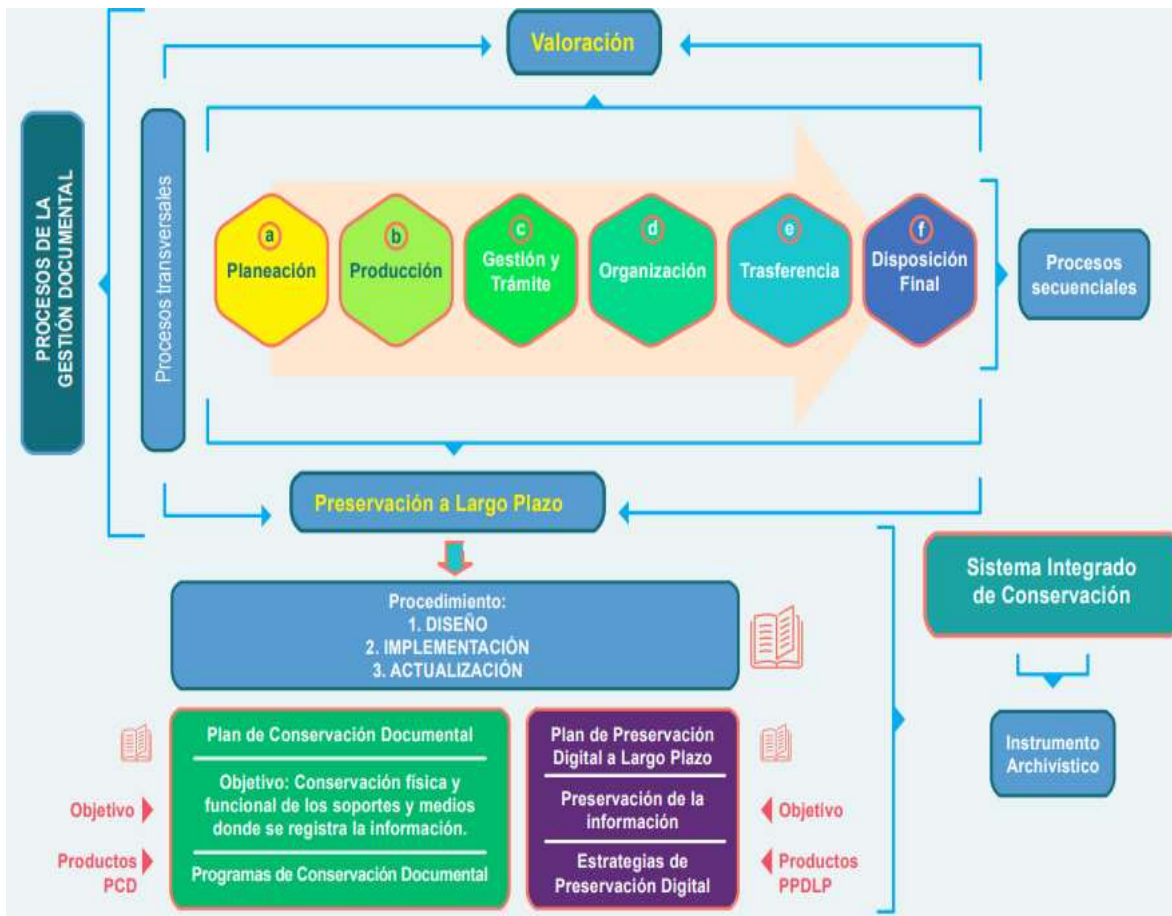 Valoración
PROCESOS DE LA
GESTIÓN DOCUMENTAL
Procesos transversales
a
Planeación
b
Producción
c
Gestión y
Trámite
d
Organización
e
Trasferencia
f
Disposición
Final
Procesos
secuenciales
Preservación a Largo Plazo
Procedimiento:
1. DISEÑO
2. IMPLEMENTACIÓN
3. ACTUALIZACIÓN
Sistema Integrado
de Conservación
Instrumento
Archivístico
Plan de Conservación Documental
Objetivo: Conservación física y
funcional de los soportes y medios
donde se registra la información.
Programas de Conservación Documental
Objetivo
Productos
PCD
Plan de Preservación
Digital a Largo Plazo
Preservación de la
información
Estrategias de
Preservación Digital
Objetivo
Productos
PPDLP